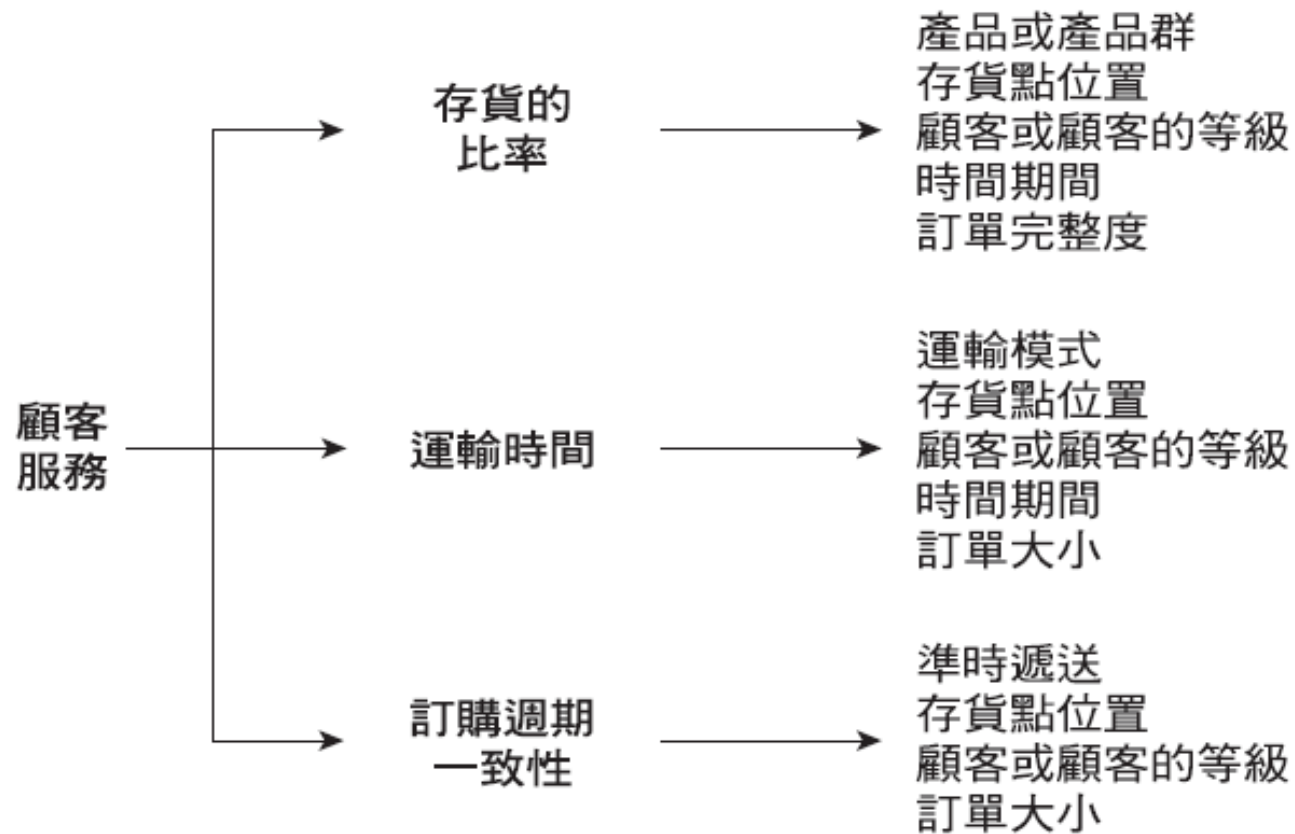 顧客
服務
存貨的
比率
產品或產品群
存貨點位置
顧客或顧客的等級
時間期間
訂單完整度
運輸時間
運輸模式
存貨點位置
顧客或顧客的等級
時間期間
訂單大小
訂購週期
一致性
準時遞送
存貨點位置
顧客或顧客的等級
訂單大小